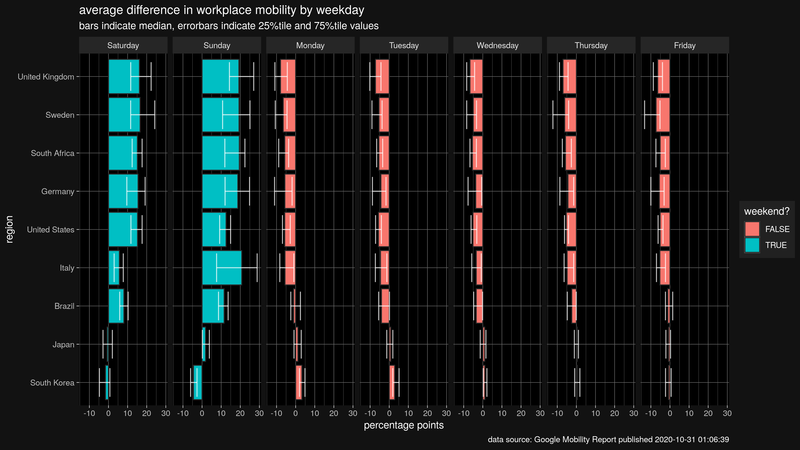 average difference in workplace mobility by weekday
bars indicate median, errorbars indicate 25%tile and 75%tile values
Saturday Sunday Monday Tuesday Wednesday Thursday Friday
United Kingdom
Sweden
South Africa
Germany
United States
Italy
Brazil
Japan
South Korea
region
weekend?
FALSE
TRUE
-10 0 10 20 30 -10 0 10 20 30 -10 0 10 20 30 -10 0 10 20 30 -10 0 10 20 30 -10 0 10 20 30 -10 0 10 20 30
percentage points
data source: Google Mobility Report published 2020-10-31 01:06:39